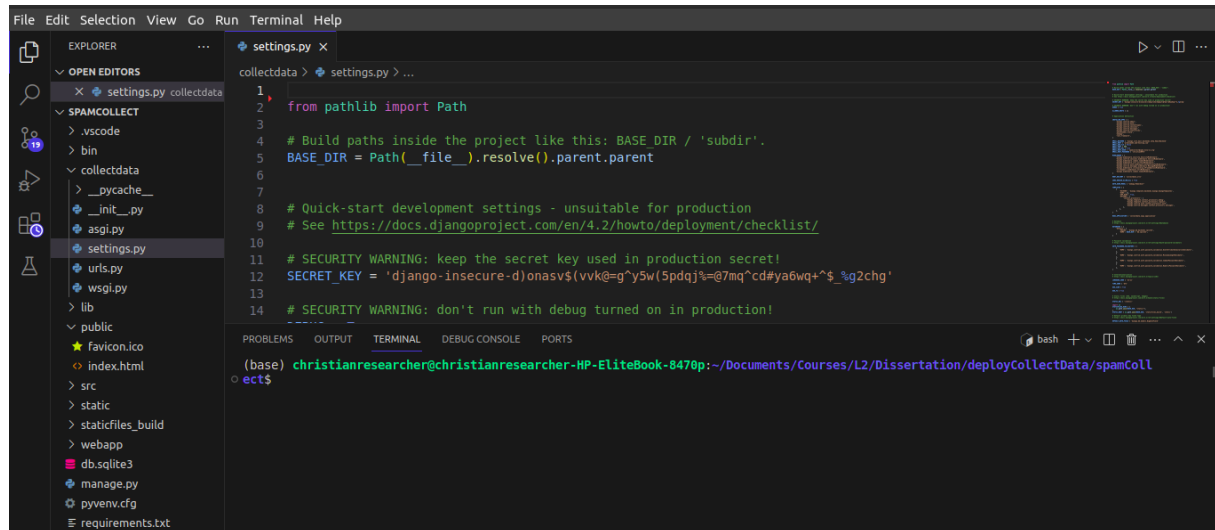 File Edit Selection View Go Run Terminal Help
EXPLORER ...
OPEN EDITORS
settings.py collectdata
SPAMCOLLECT
.vscode
bin
collectdata
__pycache__
__init__.py
asgi.py
settings.py
urls.py
wsgi.py
lib
public
favicon.ico
index.html
src
static
staticfiles_build
webapp
db.sqlite3
manage.py
pyvenv.cfg
requirements.txt
19
settings.py
collectdata > settings.py > ...
1
2 from pathlib import Path
3
4 # Build paths inside the project like this: BASE_DIR / 'subdir'.
5 BASE_DIR = Path(__file__).resolve().parent.parent
6
7
8 # Quick-start development settings - unsuitable for production
9 # See https://docs.djangoproject.com/en/4.2/howto/deployment/checklist/
10
11 # SECURITY WARNING: keep the secret key used in production secret!
12 SECRET_KEY = 'django-insecure-d)onasv$(vvk@=g^y5w(5pdqj%=@7mq^cd#ya6wq+^$_%g2chg'
13
14 # SECURITY WARNING: don't run with debug turned on in production!
PROBLEMS OUTPUT TERMINAL DEBUG CONSOLE PORTS
bash
(base) christianresearcher@christianresearcher-HP-EliteBook-8470p:~/Documents/Courses/L2/Dissertation/deployCollectData/spamColl
ect$